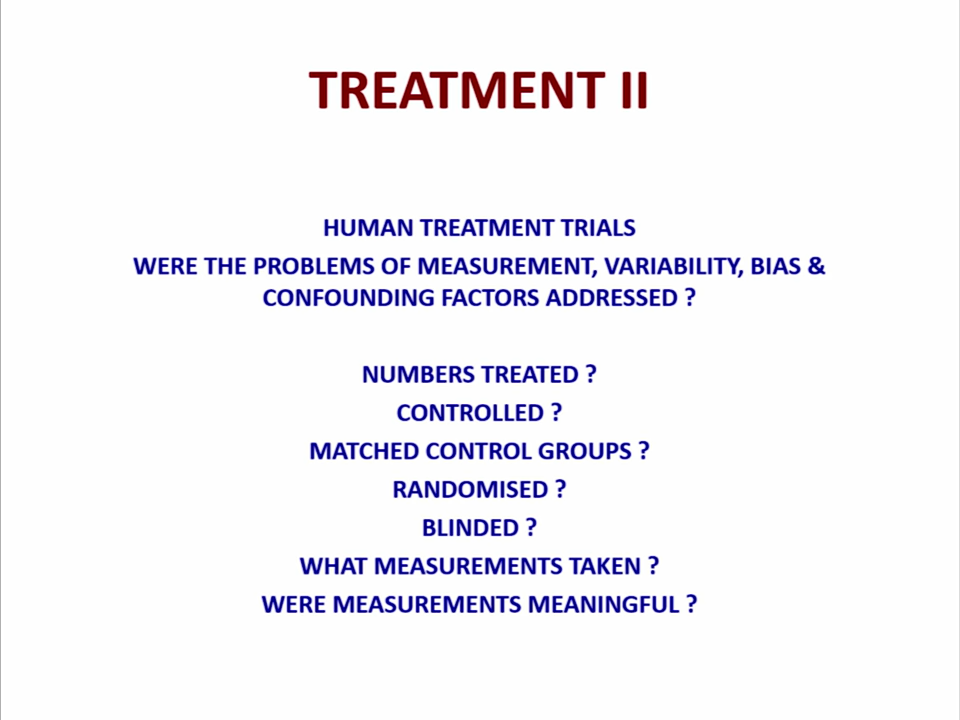 TREATMENT II
HUMAN TREATMENT TRIALS
WERE THE PROBLEMS OF MEASUREMENT, VARIABILITY, BIAS &
CONFOUNDING FACTORS ADDRESSED ?
NUMBERS TREATED ?
CONTROLLED ?
MATCHED CONTROL GROUPS ?
RANDOMISED ?
BLINDED ?
WHAT MEASUREMENTS TAKEN ?
WERE MEASUREMENTS MEANINGFUL ?